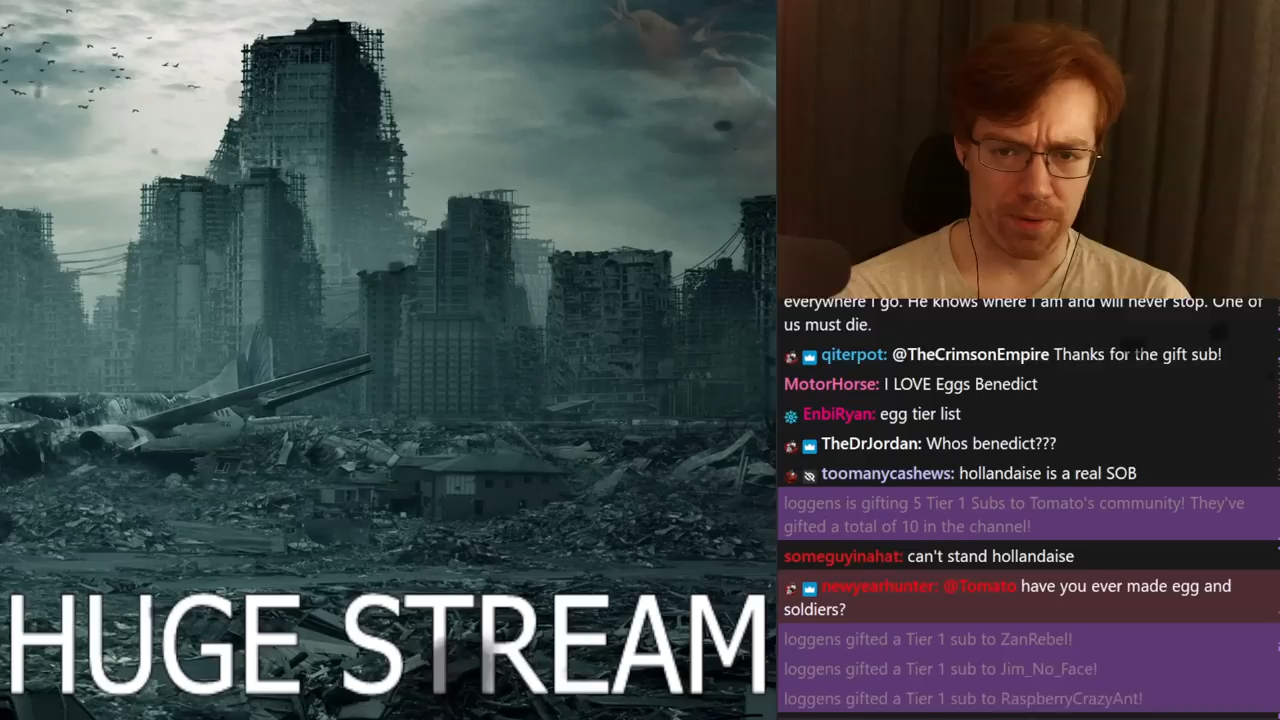 HUGE STREAM
everywhere I go. He knows where I am and will never stop. One of
us must die.
qiterpot: @TheCrimsonEmpire Thanks for the gift sub!
MotorHorse: I LOVE Eggs Benedict
EnbiRyan: egg tier list
TheDrJordan: Whos benedict???
toomanycashews: hollandaise is a real SOB
loggens is gifting 5 Tier 1 Subs to Tomato's community! They've
gifted a total of 10 in the channel!
someguyinahat: can't stand hollandaise
newyearhunter: @Tomato have you ever made egg and
soldiers?
loggens gifted a Tier 1 sub to ZanRebel!
loggens gifted a Tier 1 sub to Jim_No_Face!
loggens gifted a Tier 1 sub to RaspberryCrazyAnt!